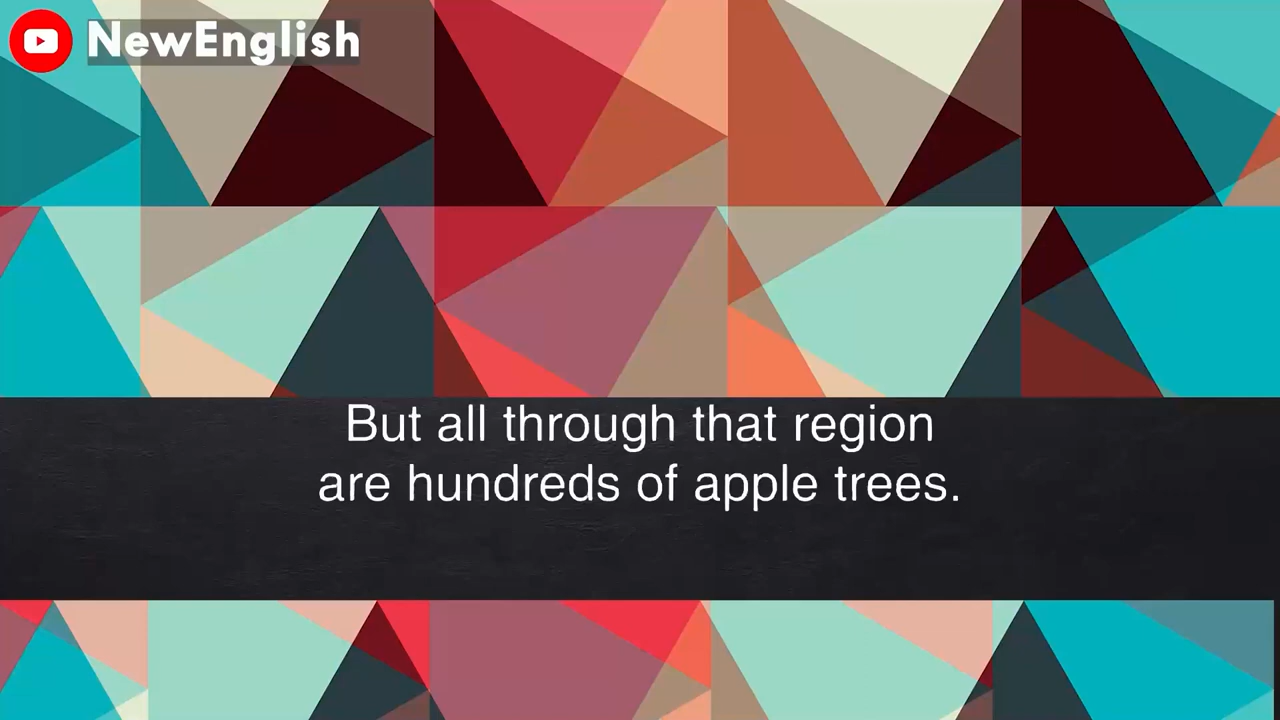 NewEnglish
But all through that region
are hundreds of apple trees.